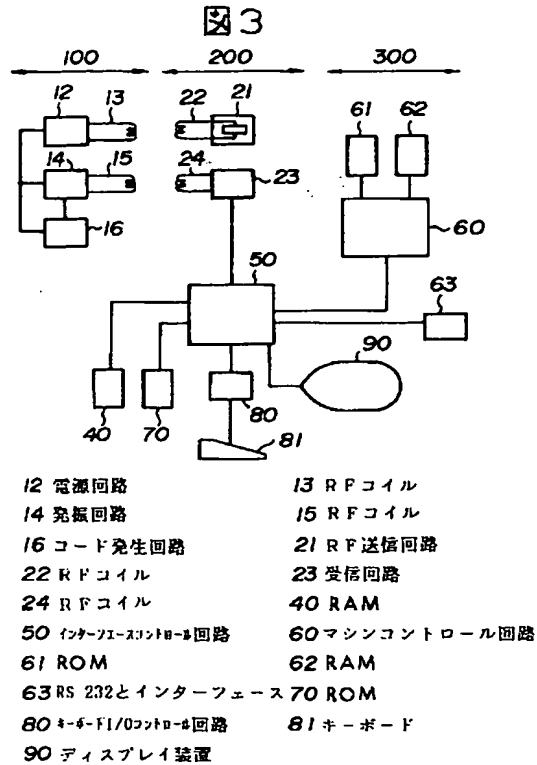 図3
100 200 300
12 13 22 21 61 62
14 15 24 23
16 60
50 63
90
40 70 80
81
12 電源回路 13 RFコイル
14 発振回路 15 RFコイル
16 コード発生回路 21 RF送信回路
22 RFコイル 23 受信回路
24 RFコイル 40 RAM
50 インターフエースコントロール回路 60 マシンコントロール回路
61 ROM 62 RAM
63 RS 232とインターフェース 70 ROM
80 キーボードI/Oコントロール回路 81 キーボード
90 ディスプレイ装置